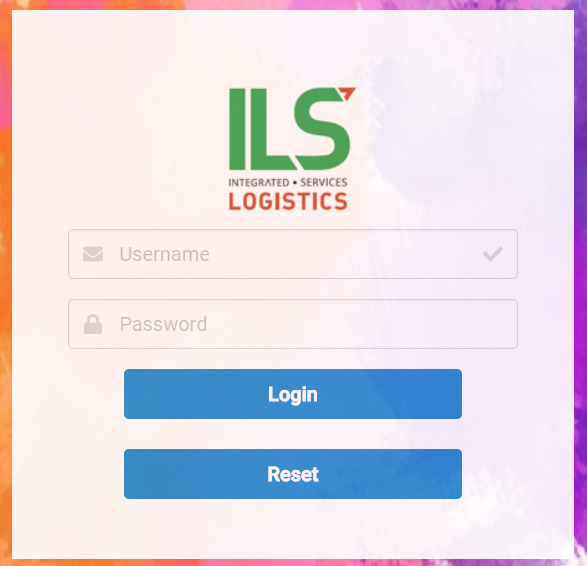 ILS
INTEGRATED • SERVICES
LOGISTICS
Username
Password
Login
Reset